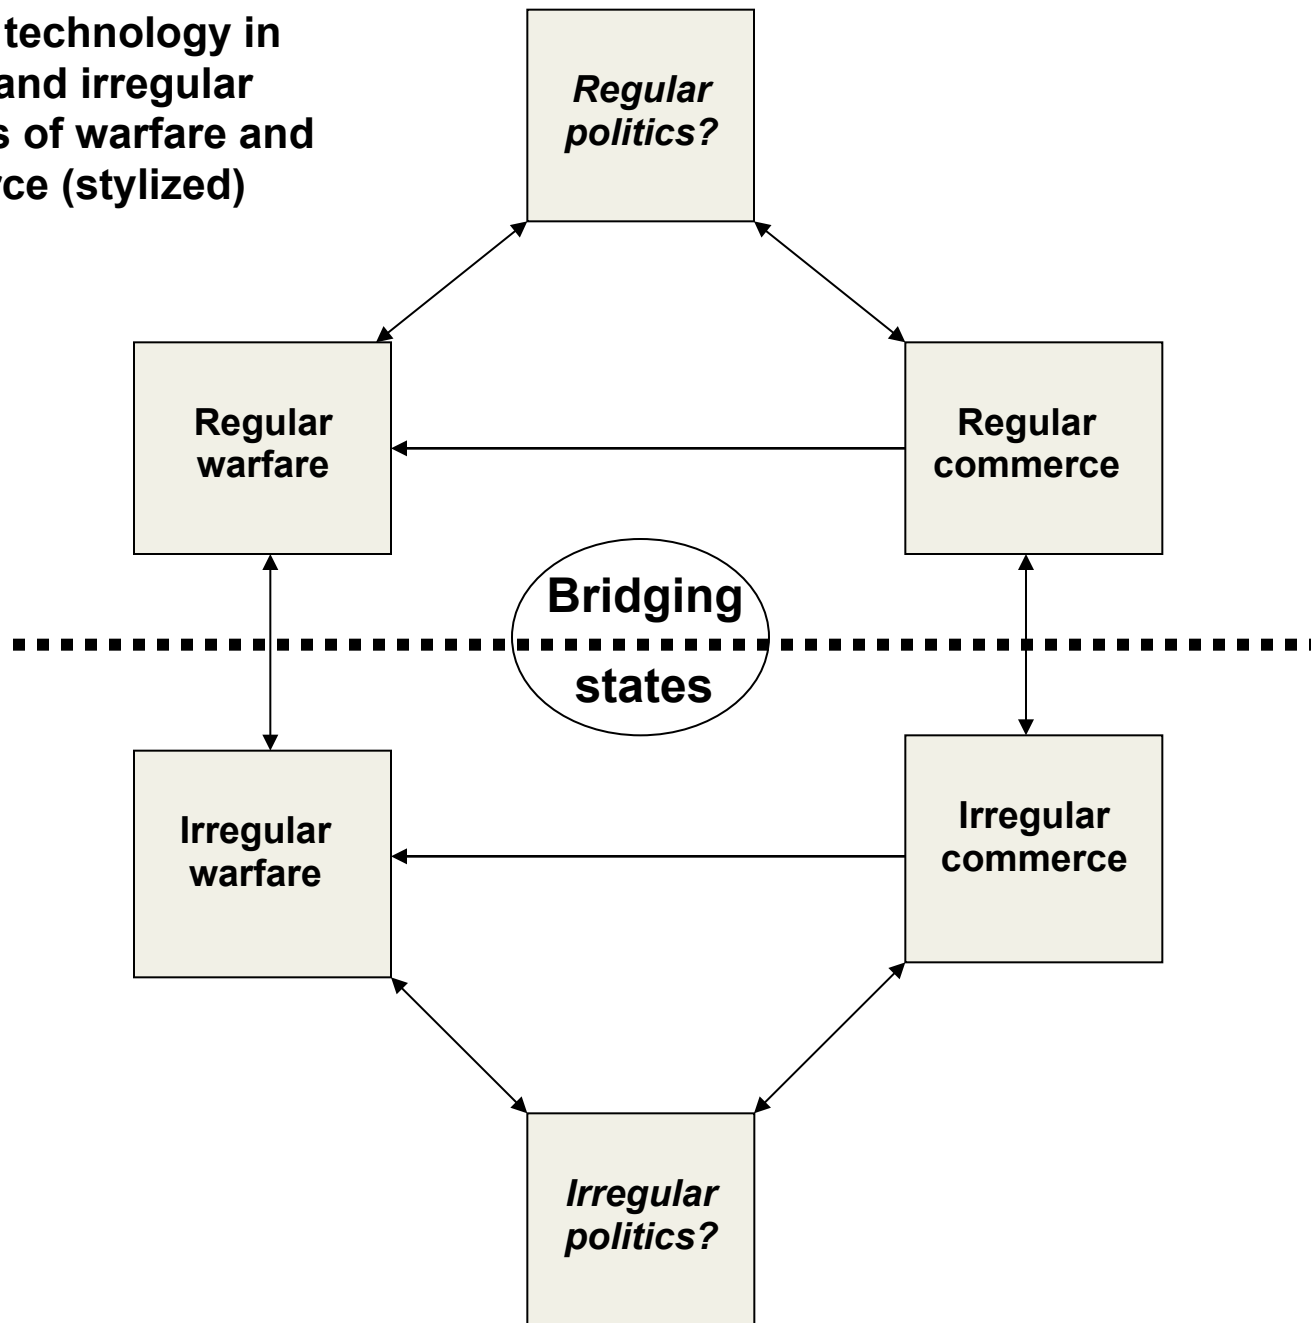 technology in
and irregular
s of warfare and
rce (stylized)
Regular
politics?
Regular
warfare
Regular
commerce
Bridging
states
Irregular
warfare
Irregular
commerce
Irregular
politics?